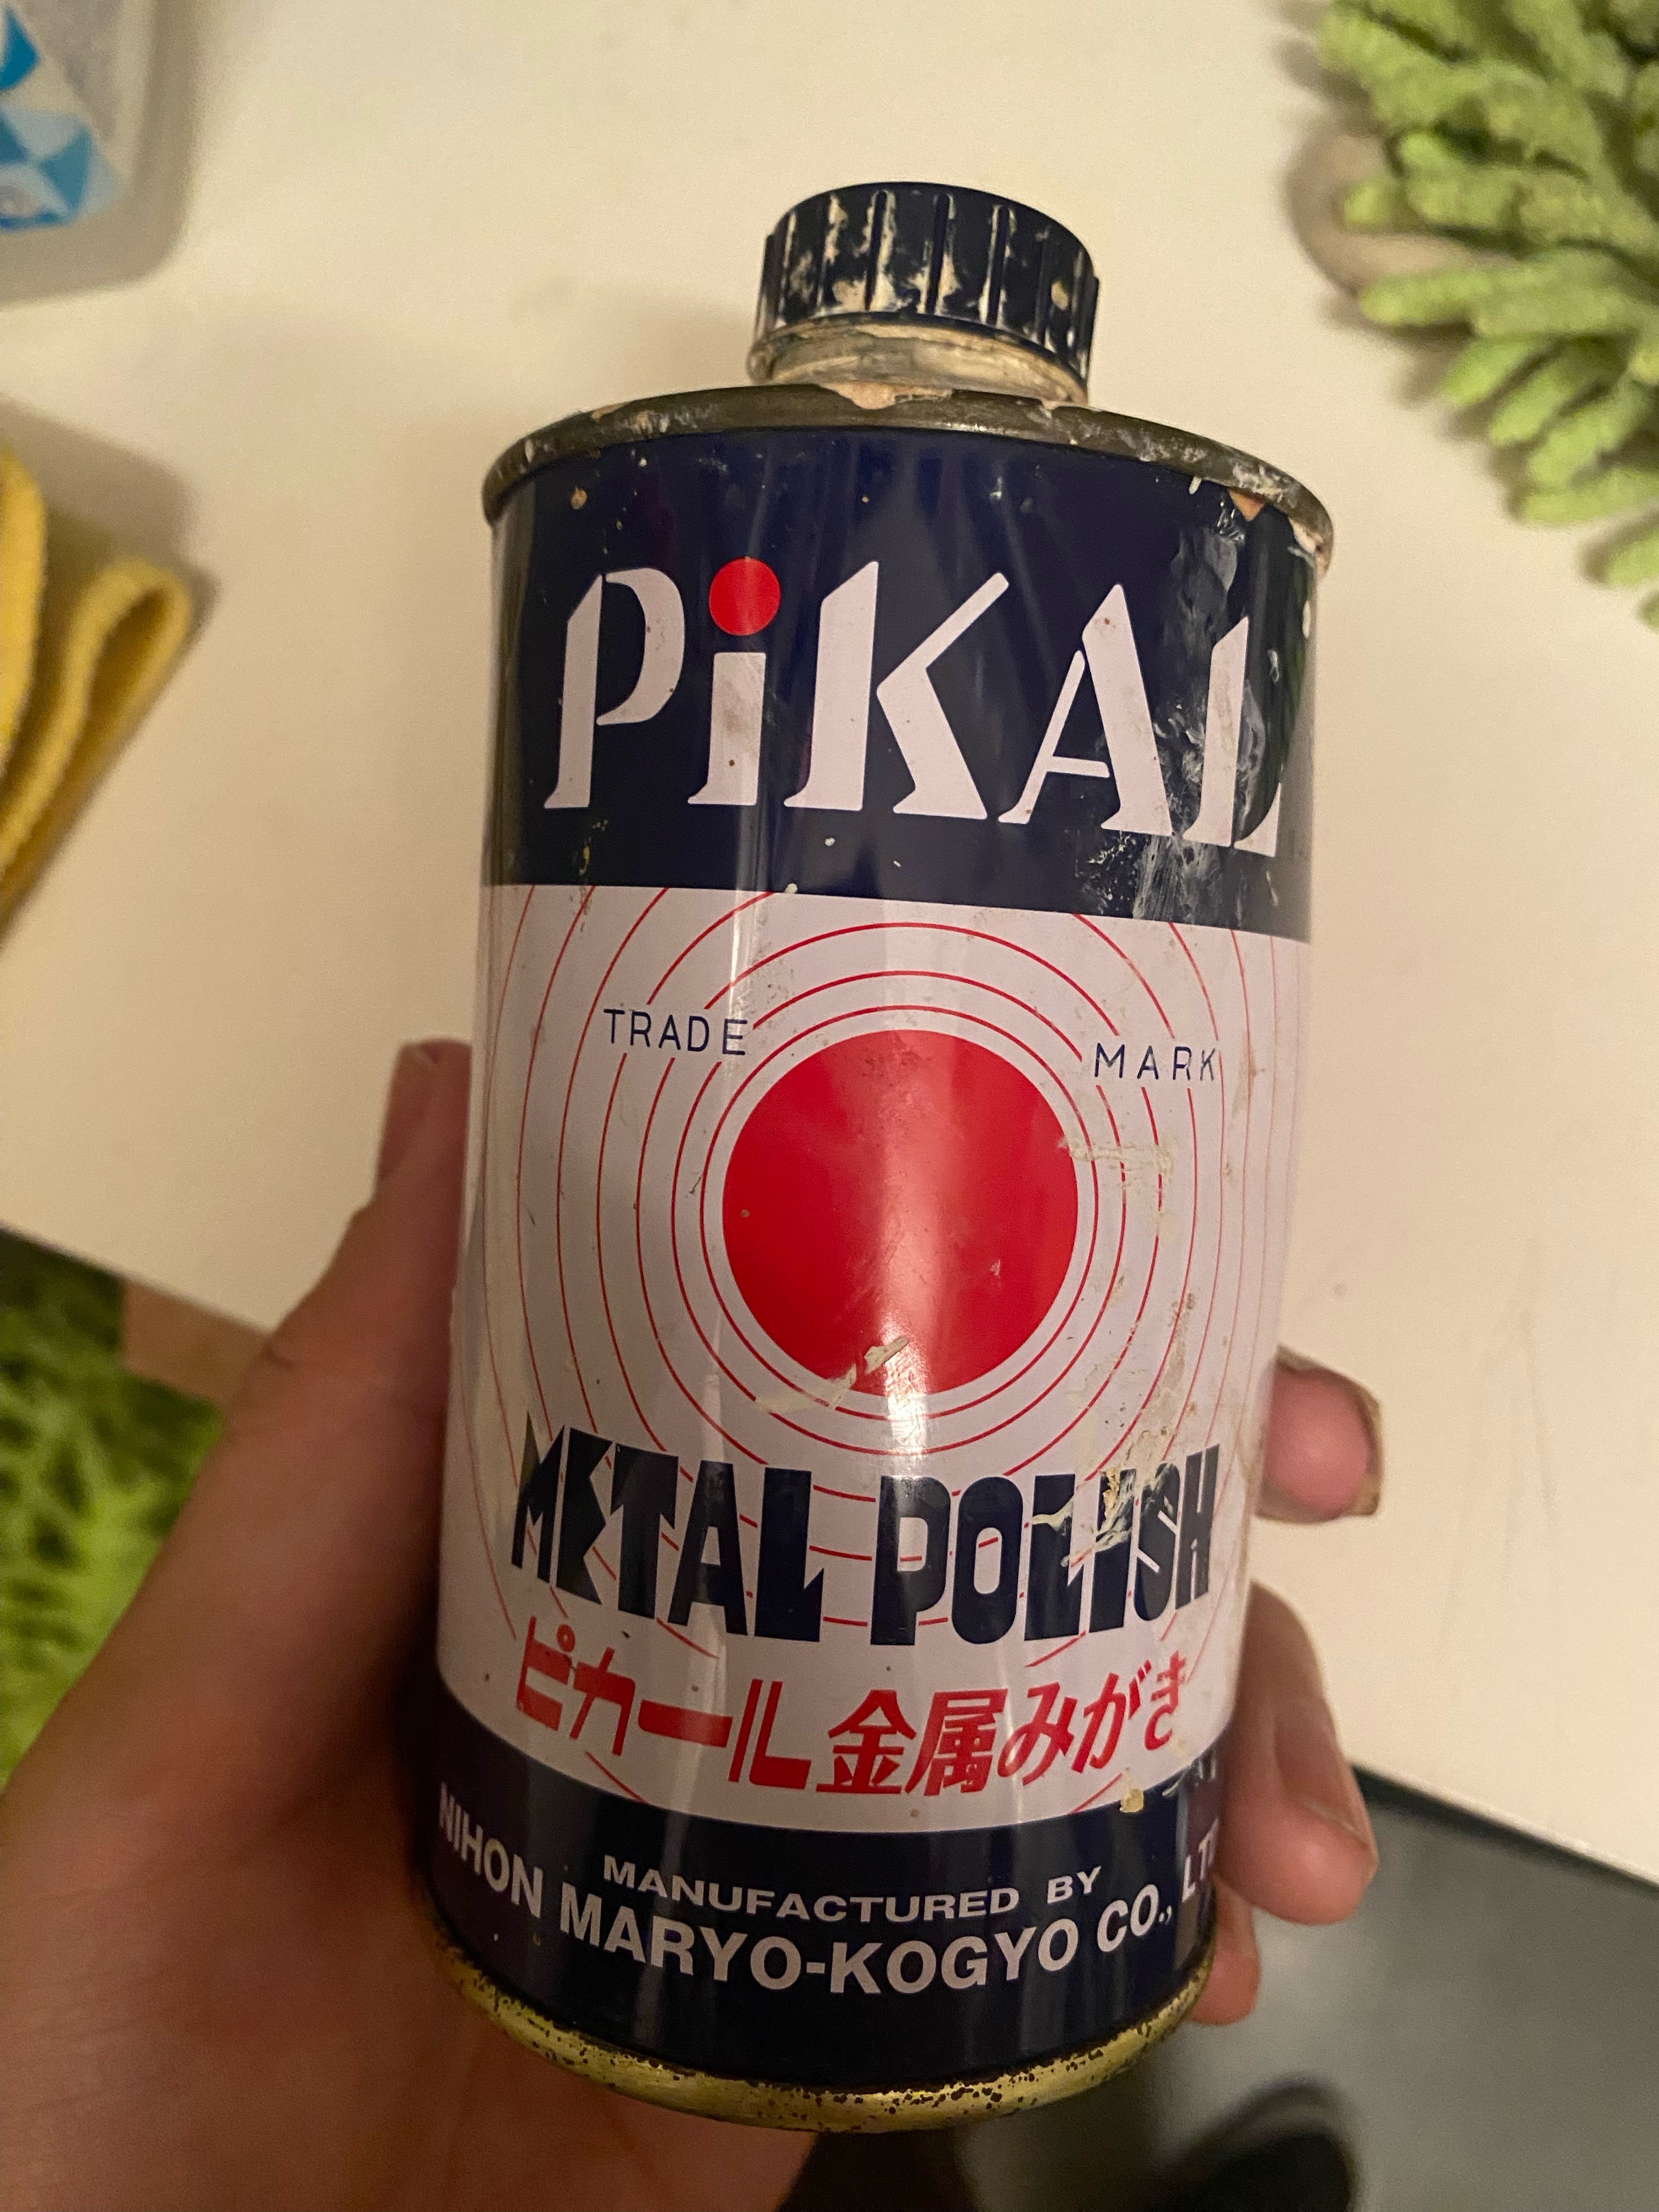 PiKAL
TRADE MARK
METAL POLISH
ピカール金属みがき
MANUFACTURED BY
NIHON MARYO-KOGYO CO., LTD